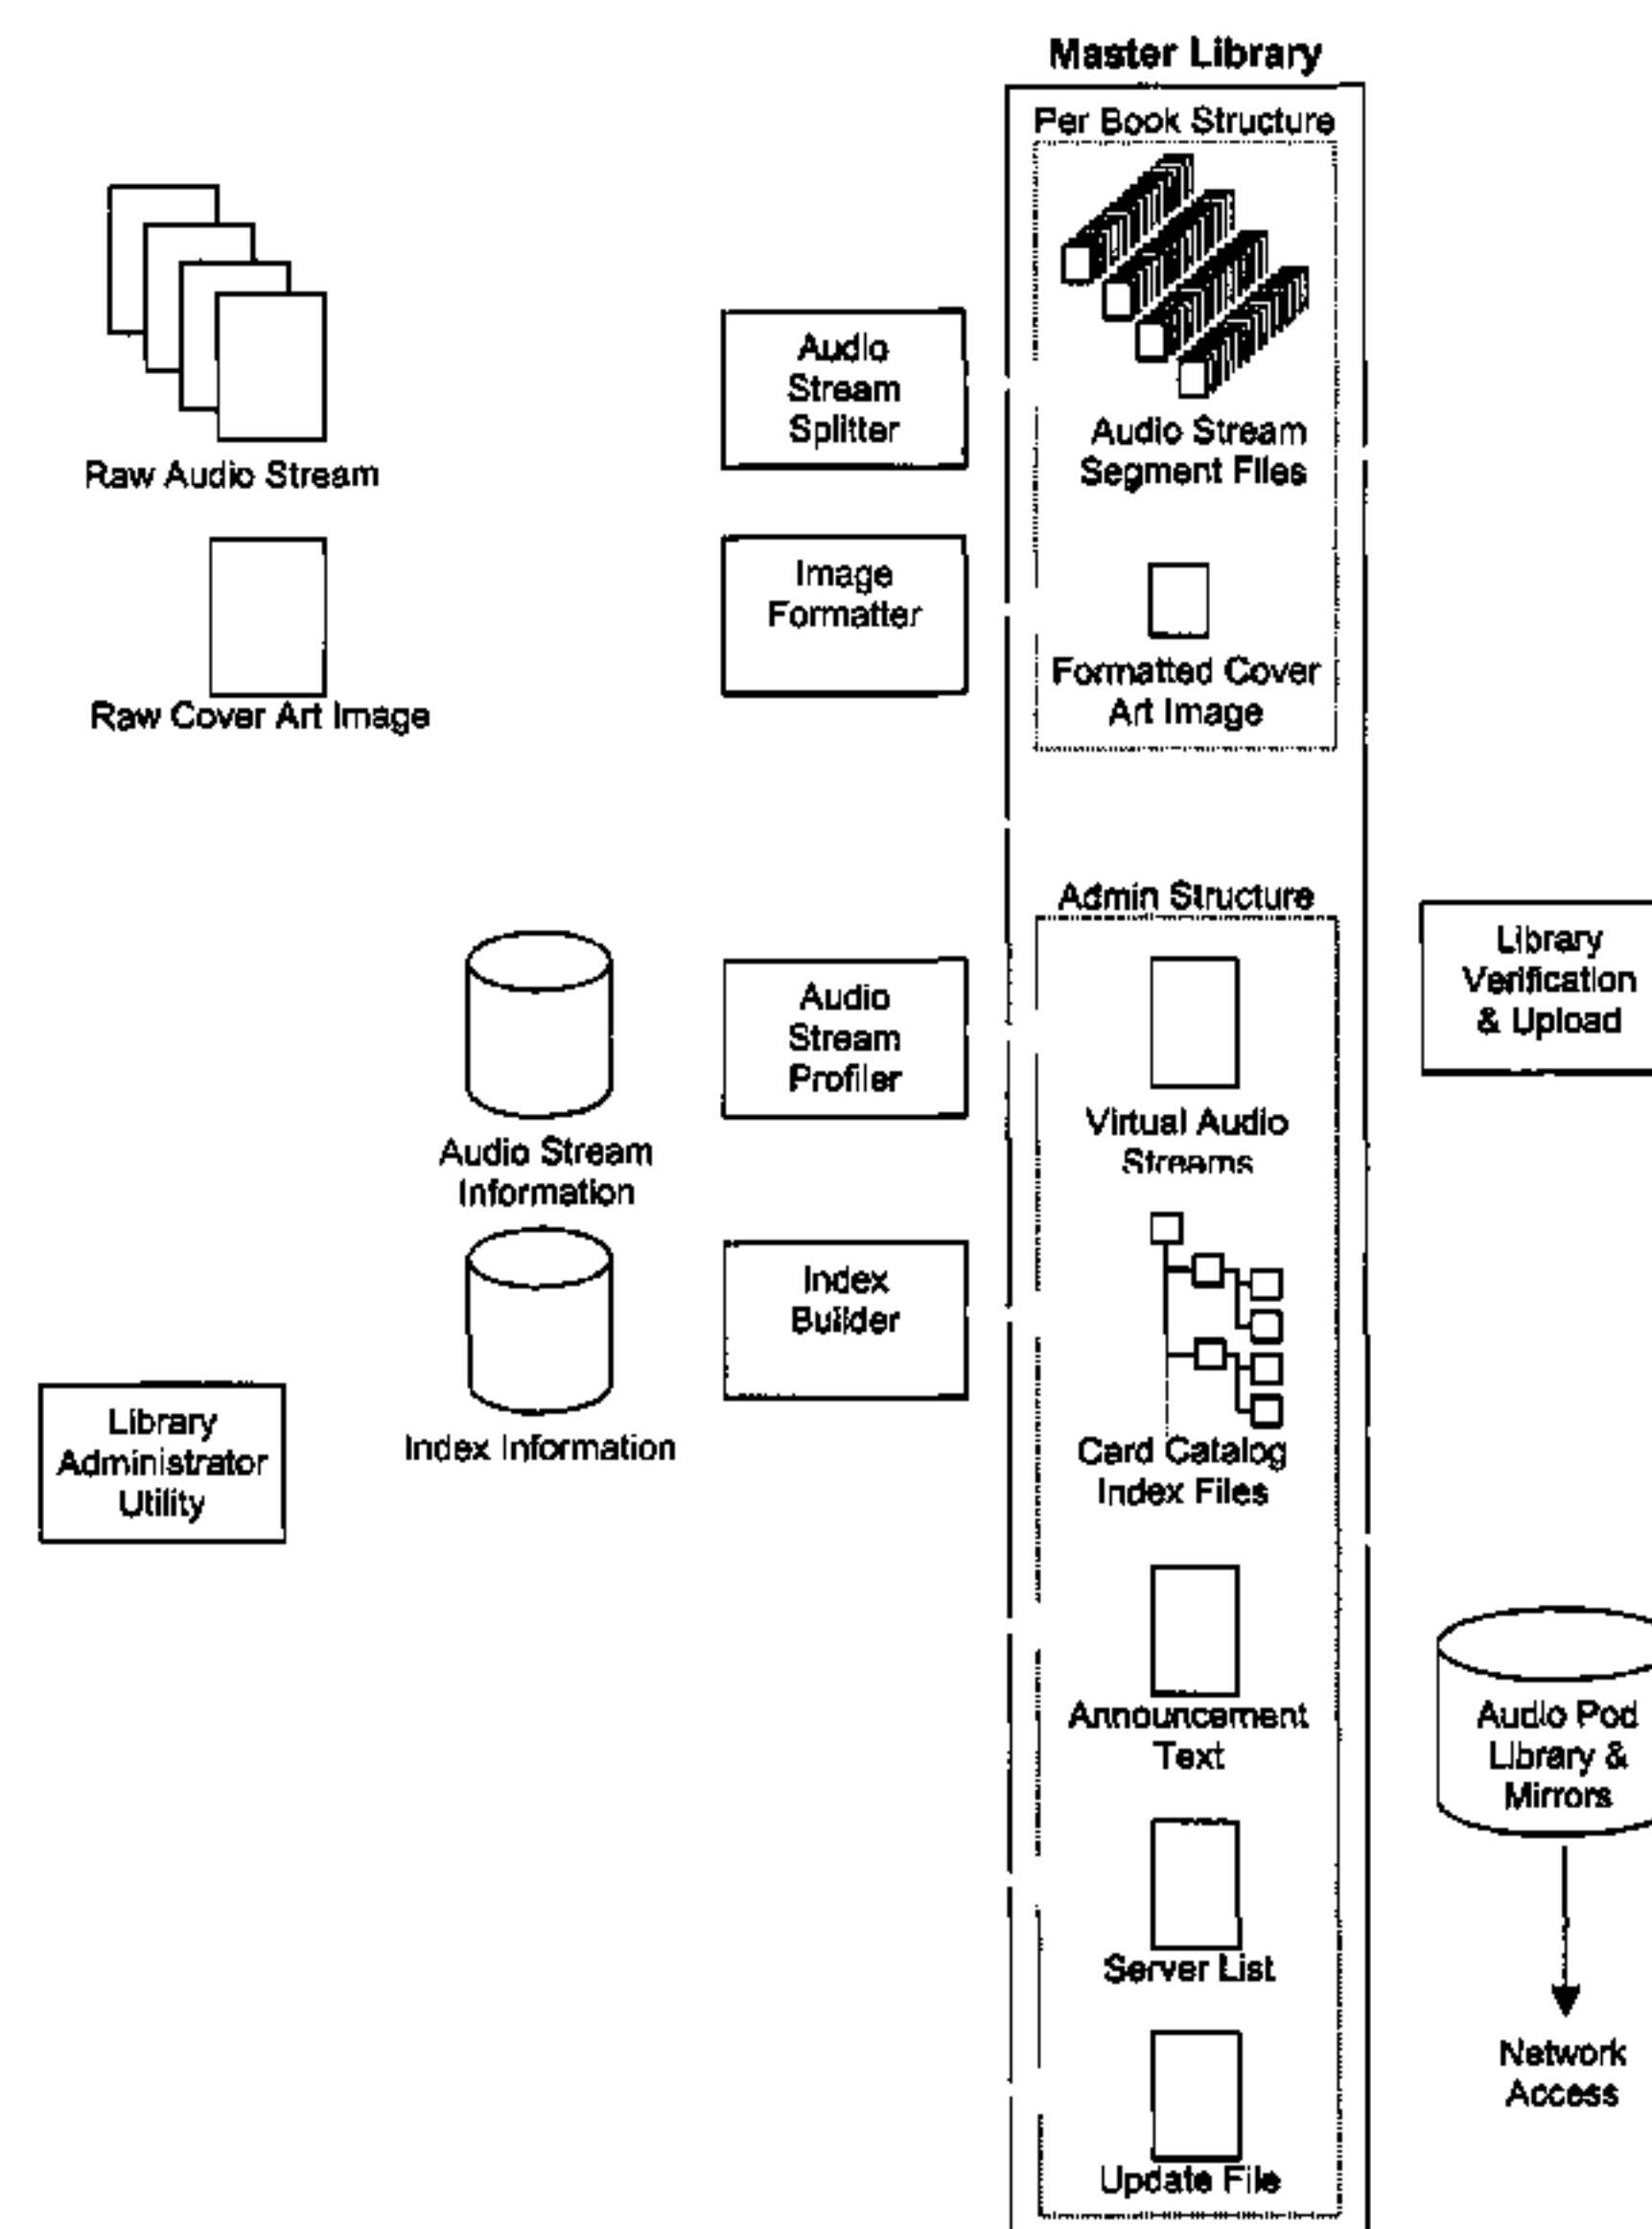 Master Library
Per Book Structure
Audio Stream
Segment Files
Formatted Cover
Art Image
Raw Audio Stream
Raw Cover Art Image
Audio
Stream
Splitter
Image
Formatter
Admin Structure
Virtual Audio
Streams
Card Catalog
Index Files
Announcement
Text
Server List
Update File
Audio Stream
Information
Index Information
Audio
Stream
Profiler
Index
Builder
Library
Administrator
Utility
Library
Verification
& Upload
Audio Pod
Library &
Mirrors
Network
Access